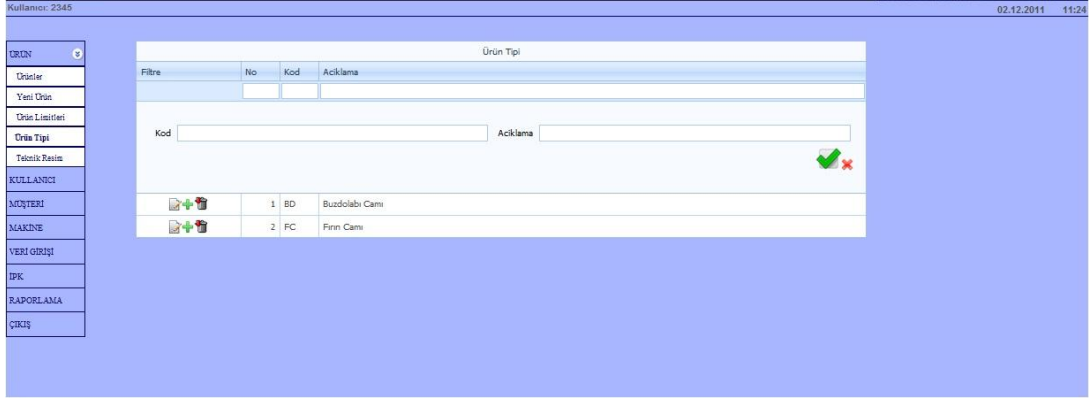 Kullanıcı: 2345
02.12.2011 11:24
ÜRÜN
Ürünler
Yeni Ürün
Ürün Limitleri
Ürün Tipi
Teknik Resim
KULLANICI
MÜŞTERİ
MAKİNE
VERİ GİRİŞİ
İPK
RAPORLAMA
ÇIKIŞ
Ürün Tipi
Filtre No Kod Aciklama
Kod Aciklama
1 BD Buzdolabı Camı
2 FC Fırın Camı